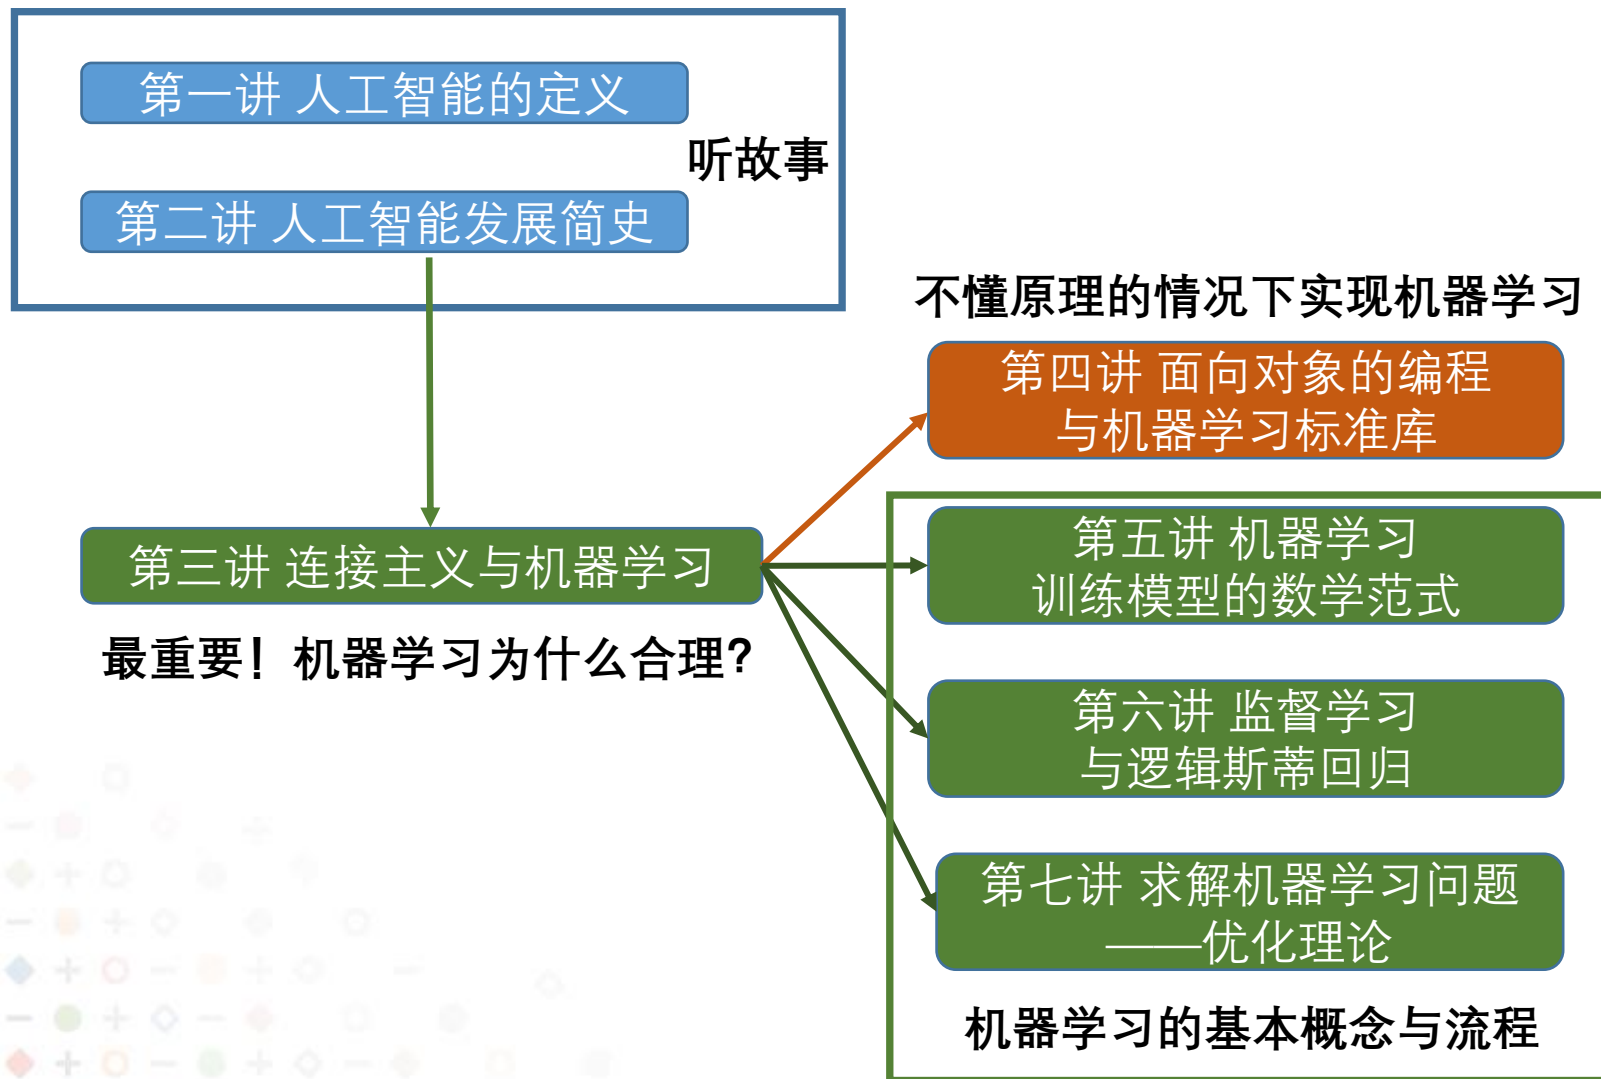 第一讲 人工智能的定义
听故事
第二讲 人工智能发展简史
不懂原理的情况下实现机器学习
第四讲 面向对象的编程
与机器学习标准库
第三讲 连接主义与机器学习
最重要！机器学习为什么合理？
第五讲 机器学习
训练模型的数学范式
第六讲 监督学习
与逻辑斯蒂回归
第七讲 求解机器学习问题
——优化理论
机器学习的基本概念与流程